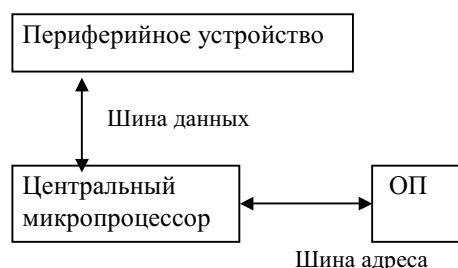 Периферийное устройство
Шина данных
Центральный
микропроцессор
ОП
Шина адреса